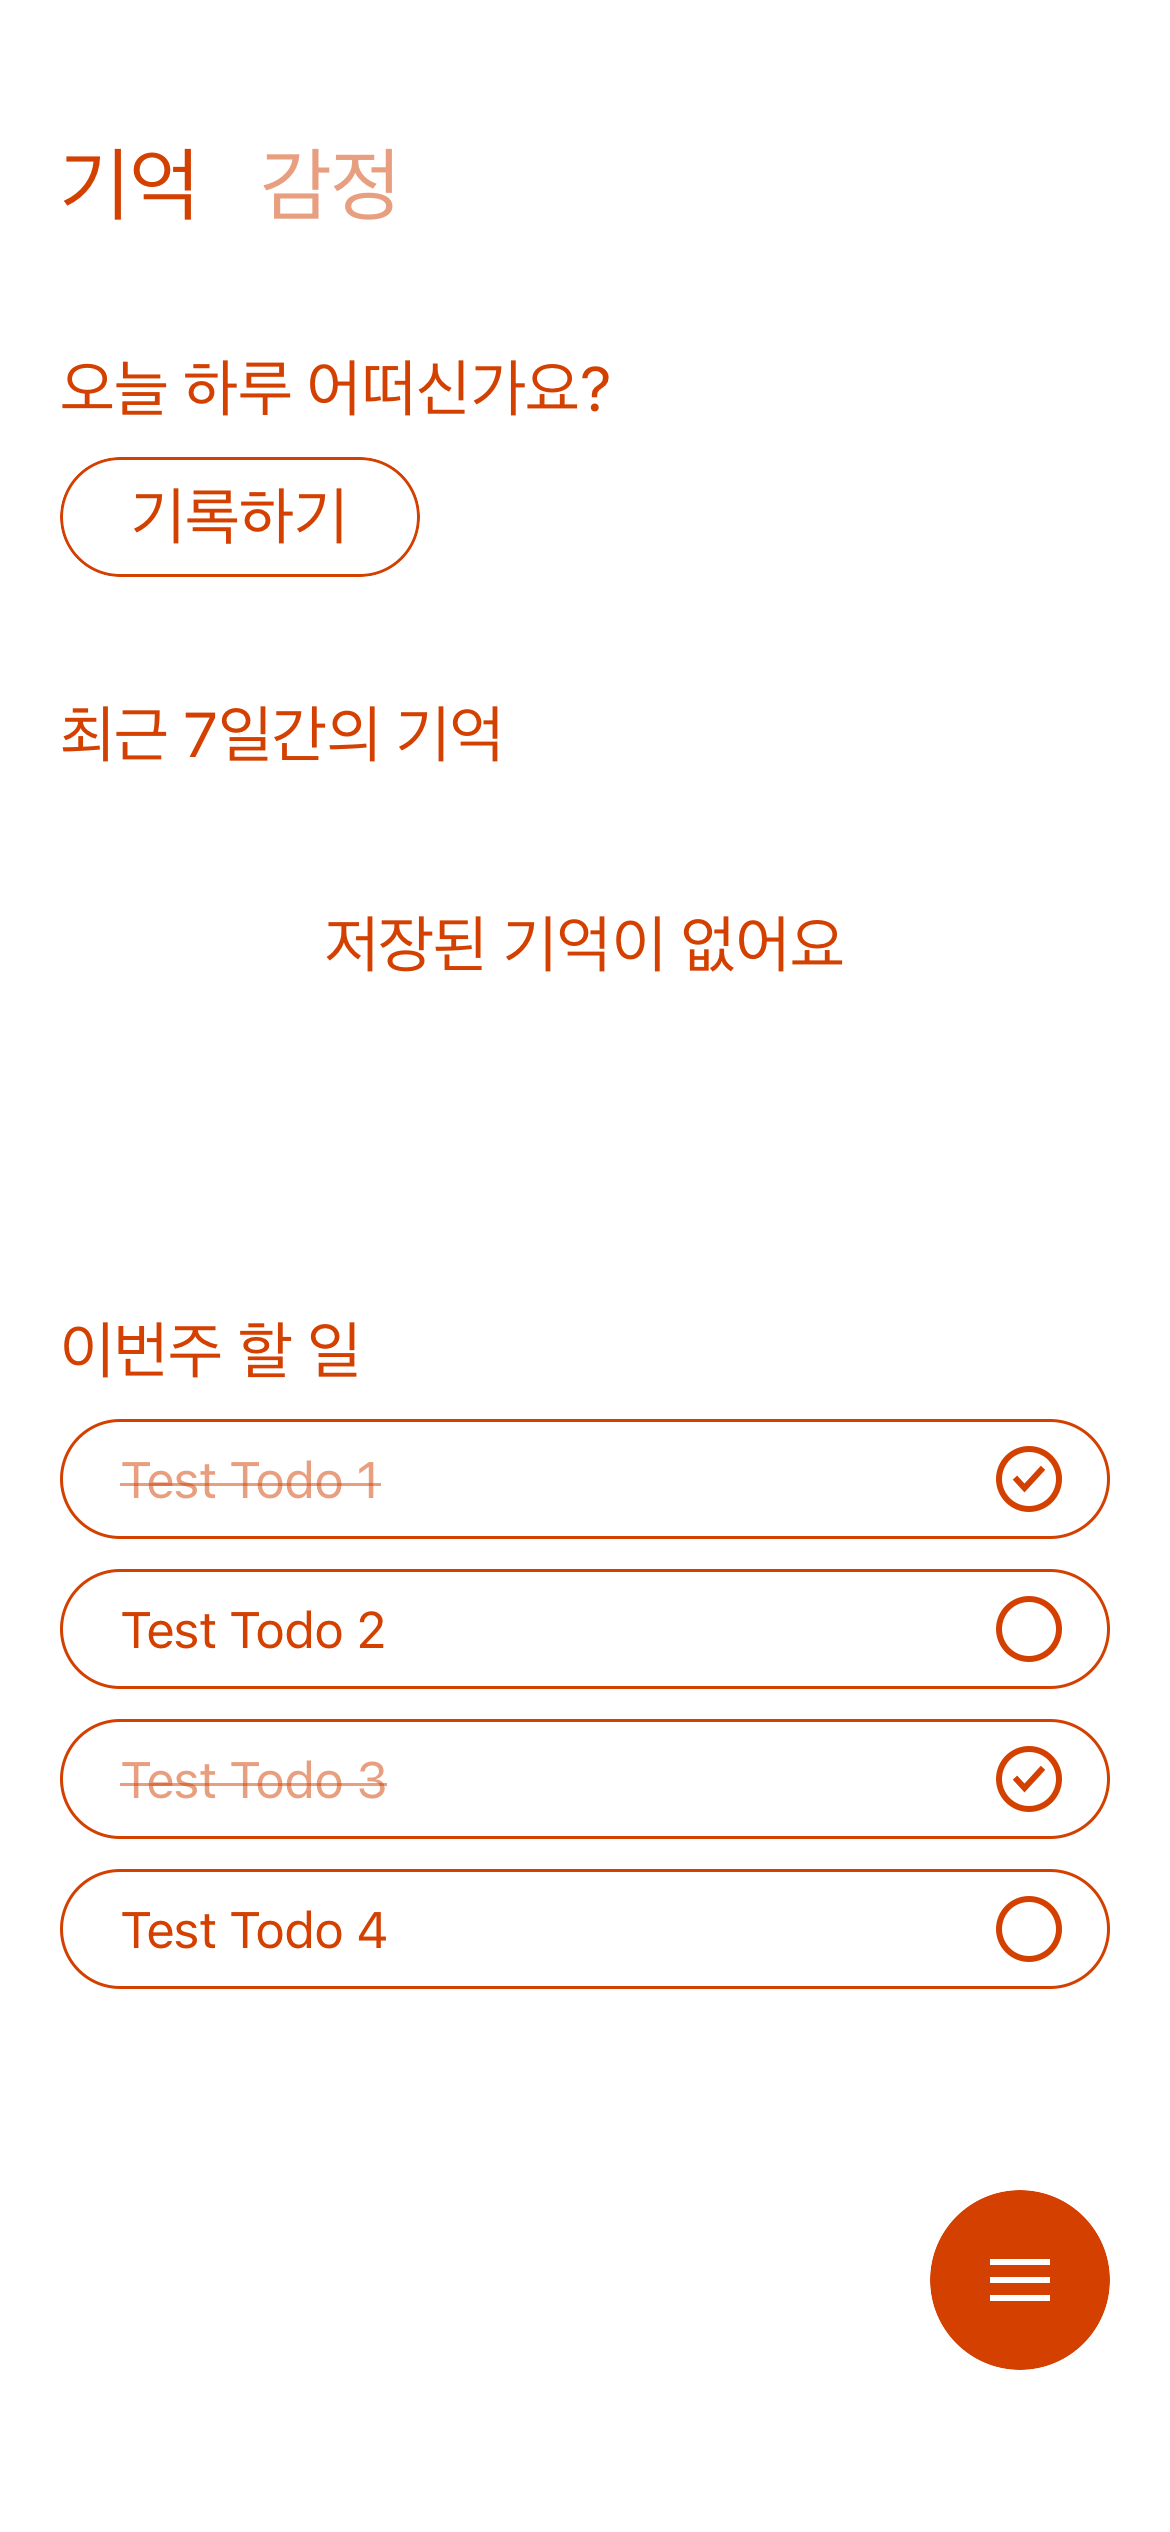 기억 감정
오늘 하루 어떠신가요?
기록하기
최근 7일간의 기억
저장된 기억이 없어요
이번주 할 일
Test Todo 1
Test Todo 2
Test Todo 3
Test Todo 4